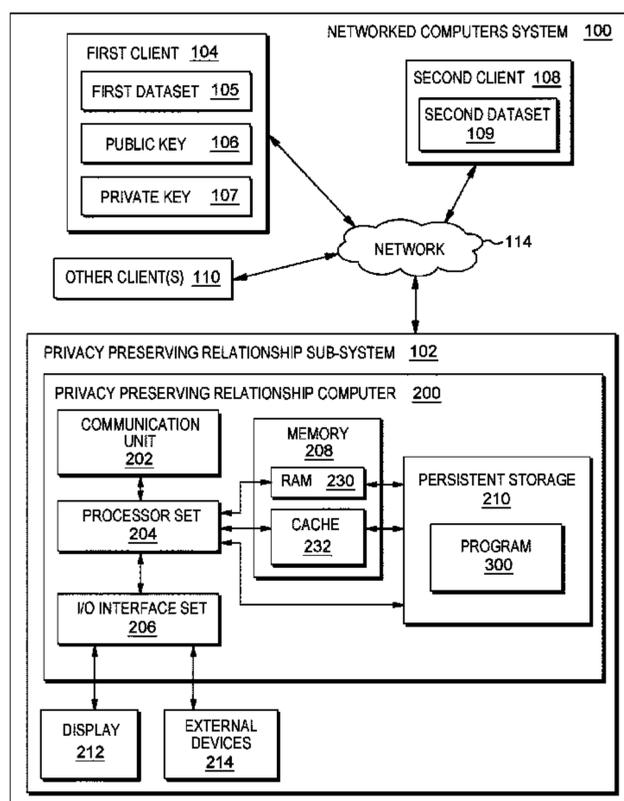 NETWORKED COMPUTERS SYSTEM 100
FIRST CLIENT 104
FIRST DATASET 105
PUBLIC KEY 106
PRIVATE KEY 107
SECOND CLIENT 108
SECOND DATASET
109
NETWORK
114
OTHER CLIENT(S) 110
PRIVACY PRESERVING RELATIONSHIP SUB-SYSTEM 102
PRIVACY PRESERVING RELATIONSHIP COMPUTER 200
COMMUNICATION
UNIT
202
MEMORY
208
RAM 230
CACHE
232
PERSISTENT STORAGE
210
PROGRAM
300
PROCESSOR SET
204
I/O INTERFACE SET
206
DISPLAY
212
EXTERNAL
DEVICES
214